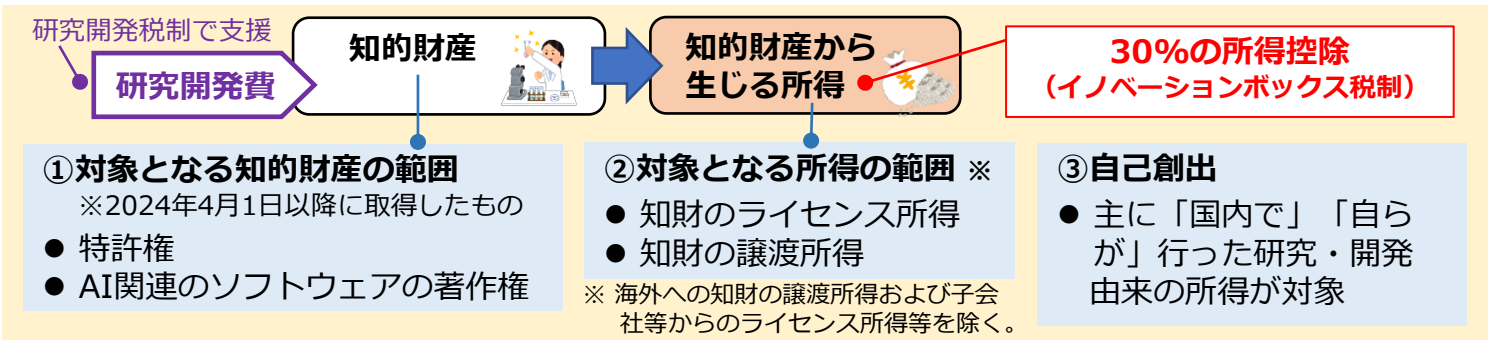 研究開発税制で支援
研究開発費
知的財産
知的財産から
生じる所得
30%の所得控除
（イノベーションボックス税制）
①対象となる知的財産の範囲
※2024年4月1日以降に取得したもの
● 特許権
● AI関連のソフトウェアの著作権
②対象となる所得の範囲 ※
● 知財のライセンス所得
● 知財の譲渡所得
※ 海外への知財の譲渡所得および子会
社等からのライセンス所得等を除く。
③自己創出
● 主に「国内で」「自ら
が」行った研究・開発
由来の所得が対象